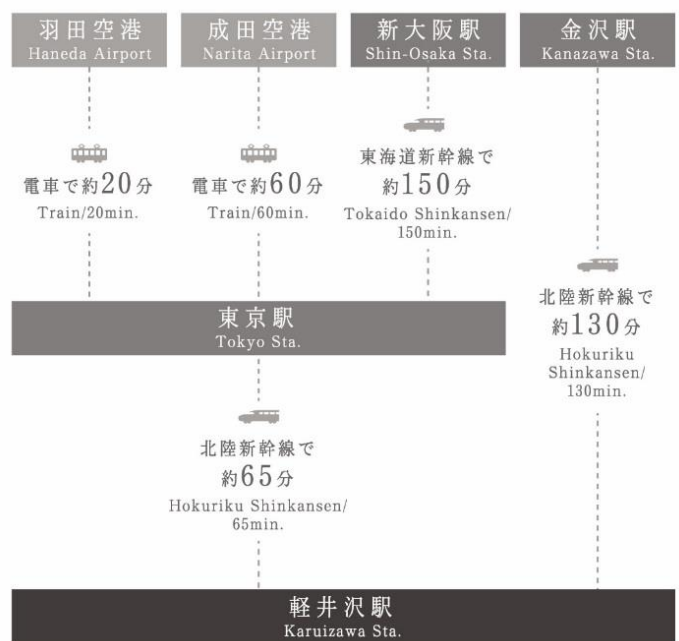 羽田空港
Haneda Airport
成田空港
Narita Airport
新大阪駅
Shin-Osaka Sta.
金沢駅
Kanazawa Sta.
電車で約20分
Train/20min.
電車で約60分
Train/60min.
東海道新幹線で
約150分
Tokaido Shinkansen/
150min.
北陸新幹線で
約130分
Hokuriku
Shinkansen/
130min.
東京駅
Tokyo Sta.
北陸新幹線で
約65分
Hokuriku Shinkansen/
65min.
軽井沢駅
Karuizawa Sta.